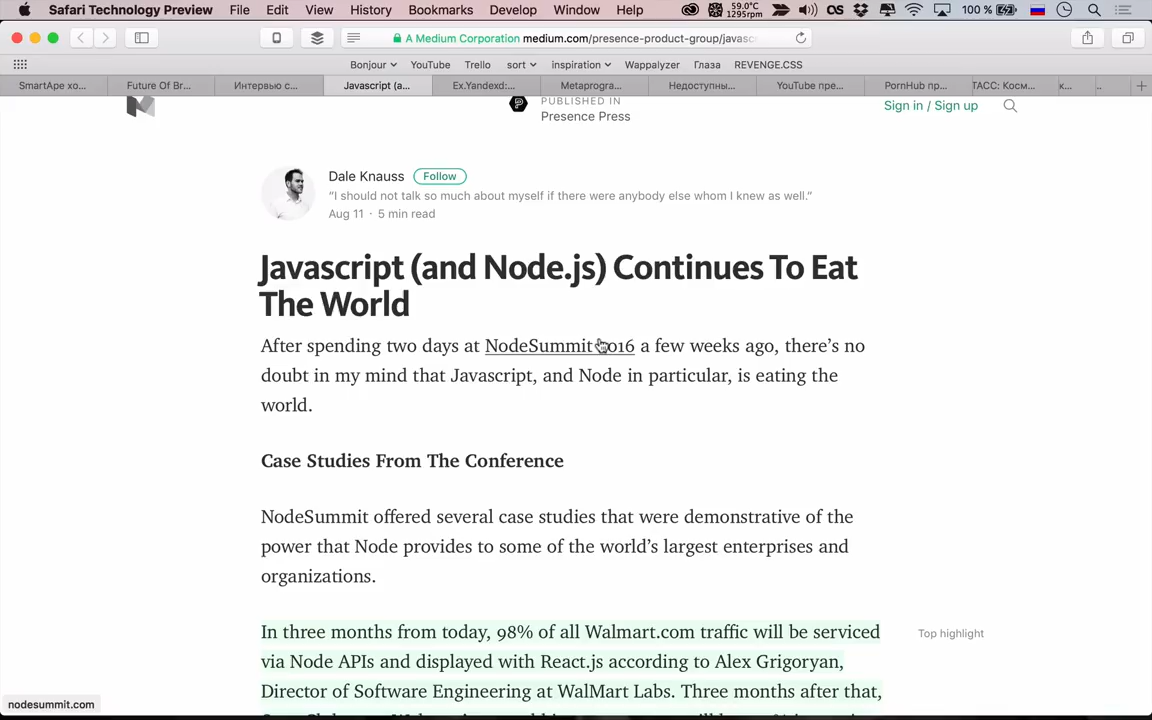 Safari Technology Preview File Edit View History Bookmarks Develop Window Help 59.0°C 1295rpm 100 %
A Medium Corporation medium.com/presence-product-group/javasc
Bonjour YouTube Trello sort inspiration Wappalyzer Глаза REVENGE.CSS
SmartApe хо... Future Of Br... Интервью с... Javascript (a... Ex.Yandexd:... Metaprogra... Недоступны... YouTube пре... PornHub пр... ТАСС: Косм... к... ..
PUBLISHED IN
Presence Press
Sign in / Sign up
Dale Knauss Follow
“I should not talk so much about myself if there were anybody else whom I knew as well.”
Aug 11 · 5 min read
Javascript (and Node.js) Continues To Eat
The World
After spending two days at NodeSummit 2016 a few weeks ago, there’s no
doubt in my mind that Javascript, and Node in particular, is eating the
world.
Case Studies From The Conference
NodeSummit offered several case studies that were demonstrative of the
power that Node provides to some of the world’s largest enterprises and
organizations.
In three months from today, 98% of all Walmart.com traffic will be serviced
Top highlight
via Node APIs and displayed with React.js according to Alex Grigoryan,
Director of Software Engineering at WalMart Labs. Three months after that,
nodesummit.com